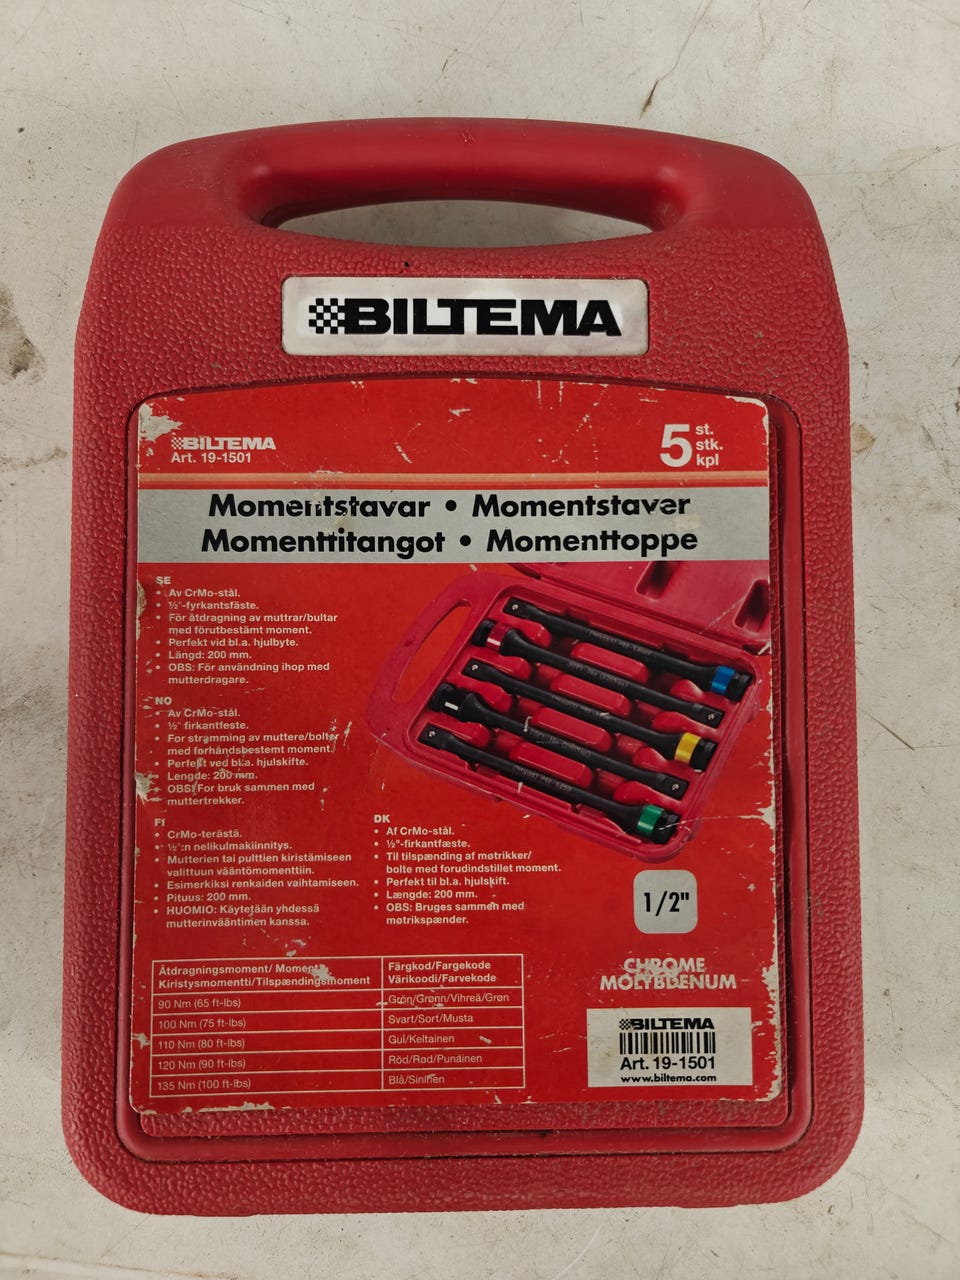 BILTEMA
BILTEMA
Art. 19-1501
5 st.
stk.
kpl
Momentstavar • Momentstaver
Momenttitangot • Momenttoppe
SE
• Av CrMo-stål.
• ½"-fyrkantsfäste.
• För åtdragning av muttrar/bultar
med förutbestämt moment.
• Perfekt vid bl.a. hjulbyte.
• Längd: 200 mm.
• OBS: För användning ihop med
mutterdragare.
NO
• Av CrMo-stål.
• ½" firkantfeste.
• For stramming av muttere/bolter
med forhåndsbestemt moment.
• Perfekt ved bl.a. hjulskifte.
• Lengde: 200 mm.
• OBS! For bruk sammen med
muttertrekker.
FI
• CrMo-terästä.
• ½":n nelikulmakiinnitys.
• Mutterien tai pulttien kiristämiseen
valittuun vääntömomenttiin.
• Esimerkiksi renkaiden vaihtamiseen.
• Pituus: 200 mm.
• HUOMIO: Käytetään yhdessä
mutterinvääntimen kanssa.
DK
• Af CrMo-stål.
• ½"-firkantfæste.
• Til tilspænding af møtrikker/
bolte med forudindstillet moment.
• Perfekt til bl.a. hjulskift.
• Længde: 200 mm.
• OBS: Bruges sammen med
møtrikspænder.
1/2"
CHROME
MOLYBDENUM
Åtdragningsmoment/ Moment/ Färgkod/Fargekode
Kiristysmomentti/Tilspændingsmoment Värikoodi/Farvekode
90 Nm (65 ft-lbs) Grön/Grønn/Vihreä/Grøn
100 Nm (75 ft-lbs) Svart/Sort/Musta
110 Nm (80 ft-lbs) Gul/Keltainen
120 Nm (90 ft-lbs) Röd/Rød/Punainen
135 Nm (100 ft-lbs) Blå/Sininen
BILTEMA
Art. 19-1501
www.biltema.com